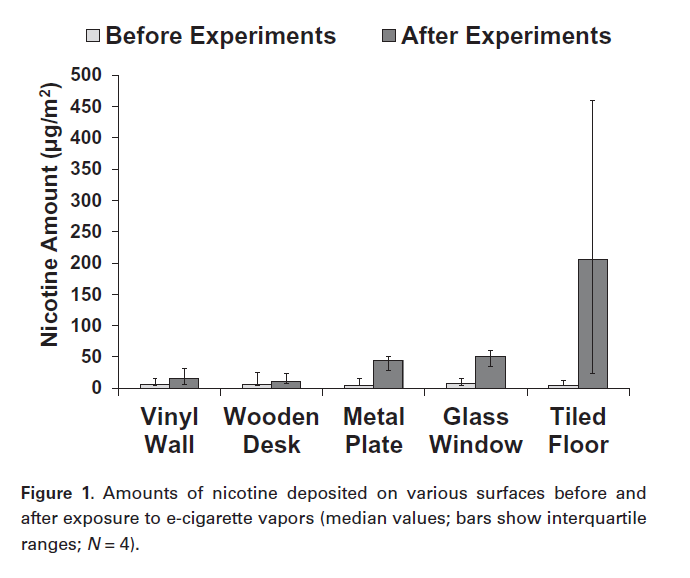 Before Experiments After Experiments
Nicotine Amount (µg/m²)
500
450
400
350
300
250
200
150
100
50
0
Vinyl Wooden Metal Glass Tiled
Wall Desk Plate Window Floor
Figure 1. Amounts of nicotine deposited on various surfaces before and
after exposure to e-cigarette vapors (median values; bars show interquartile
ranges; N = 4).